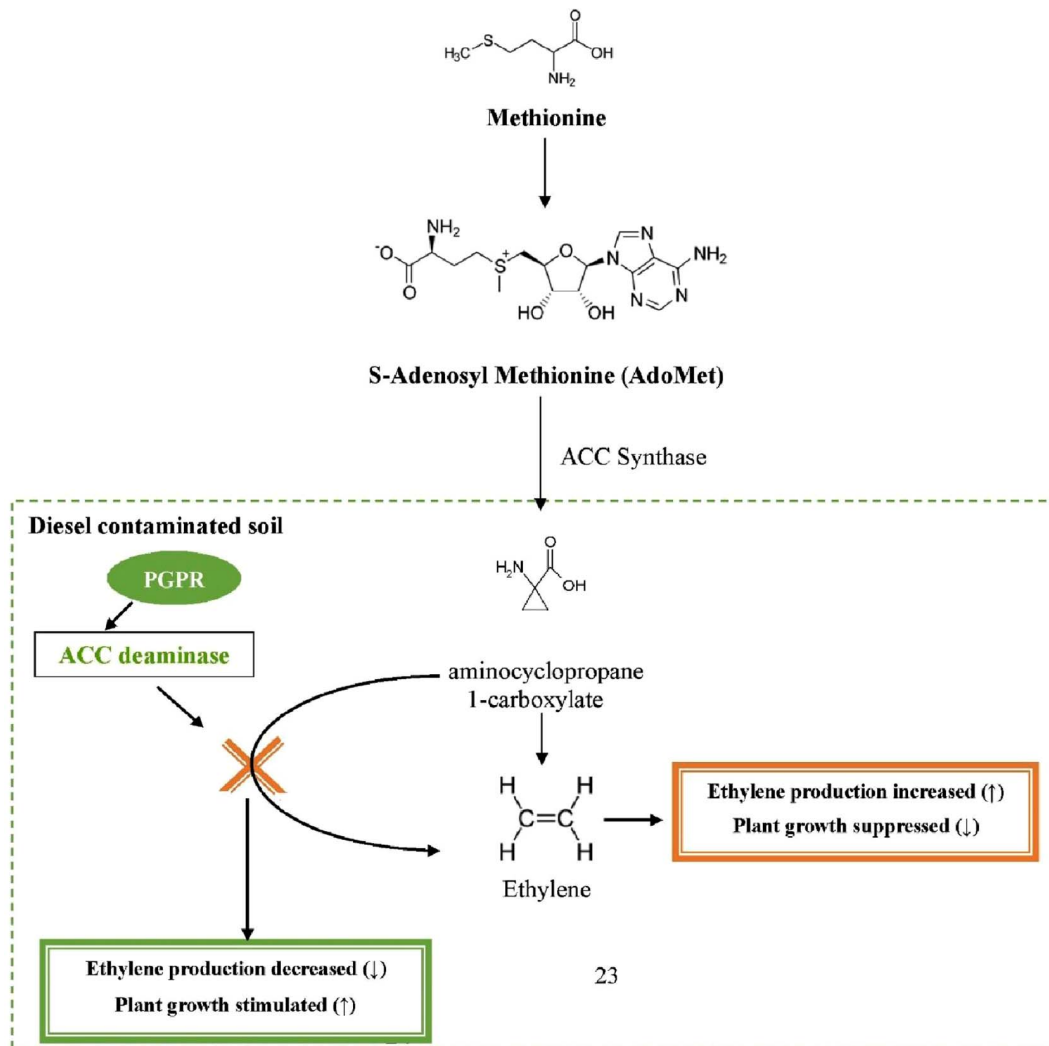 H₃C
S
O
OH
NH₂
Methionine
NH₂
⁻O
O
S⁺
O
HO
OH
N
N
N
N
NH₂
S-Adenosyl Methionine (AdoMet)
ACC Synthase
Diesel contaminated soil
PGPR
ACC deaminase
H₂N
O
OH
aminocyclopropane
1-carboxylate
H H
C=C
H H
Ethylene
Ethylene production increased (↑)
Plant growth suppressed (↓)
Ethylene production decreased (↓)
Plant growth stimulated (↑)
23